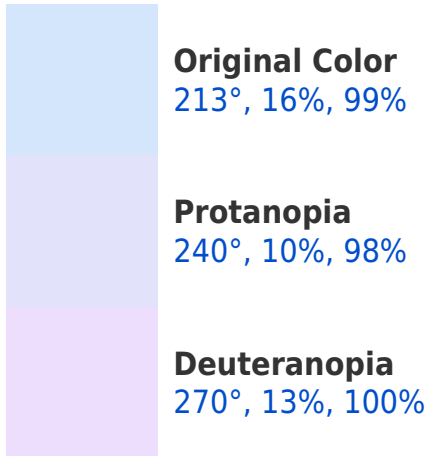 Original Color
213°, 16%, 99%
Protanopia
240°, 10%, 98%
Deuteranopia
270°, 13%, 100%